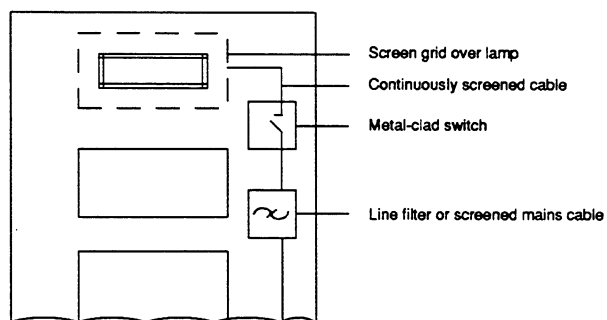 Screen grid over lamp
Continuously screened cable
Metal-clad switch
Line filter or screened mains cable